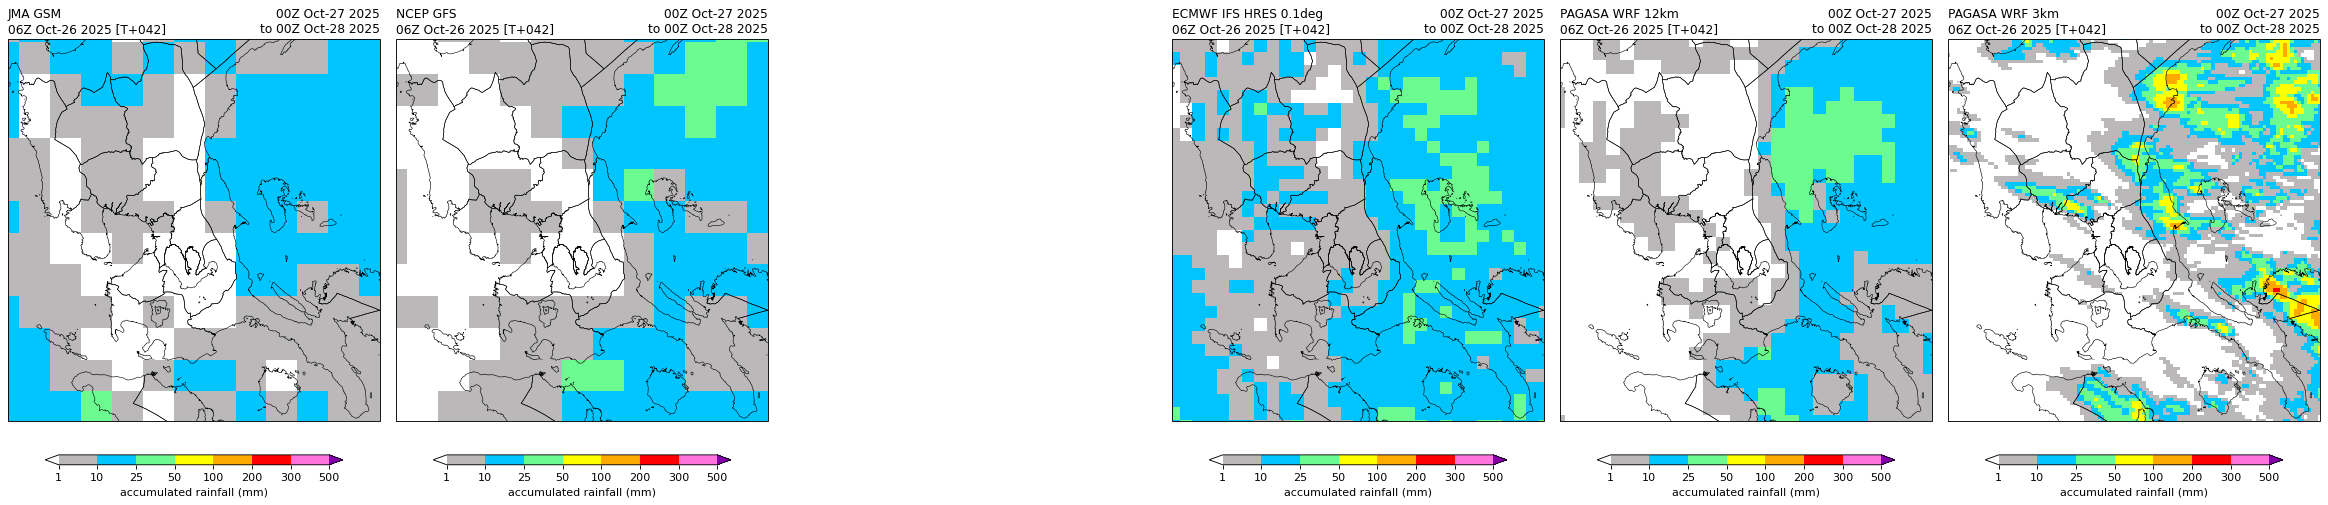 JMA GSM 00Z Oct-27 2025
06Z Oct-26 2025 [T+042] to 00Z Oct-28 2025
NCEP GFS 00Z Oct-27 2025
06Z Oct-26 2025 [T+042] to 00Z Oct-28 2025
ECMWF IFS HRES 0.1deg 00Z Oct-27 2025
06Z Oct-26 2025 [T+042] to 00Z Oct-28 2025
PAGASA WRF 12km 00Z Oct-27 2025
06Z Oct-26 2025 [T+042] to 00Z Oct-28 2025
PAGASA WRF 3km 00Z Oct-27 2025
06Z Oct-26 2025 [T+042] to 00Z Oct-28 2025
1 10 25 50 100 200 300 500
accumulated rainfall (mm)
1 10 25 50 100 200 300 500
accumulated rainfall (mm)
1 10 25 50 100 200 300 500
accumulated rainfall (mm)
1 10 25 50 100 200 300 500
accumulated rainfall (mm)
1 10 25 50 100 200 300 500
accumulated rainfall (mm)